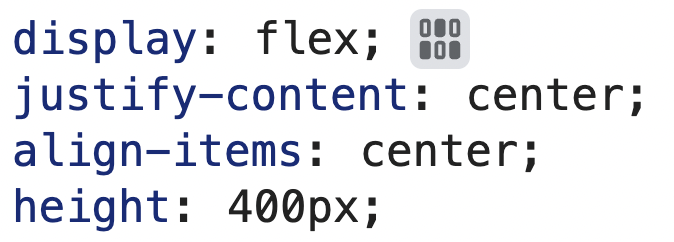 display: flex;
justify-content: center;
align-items: center;
height: 400px;